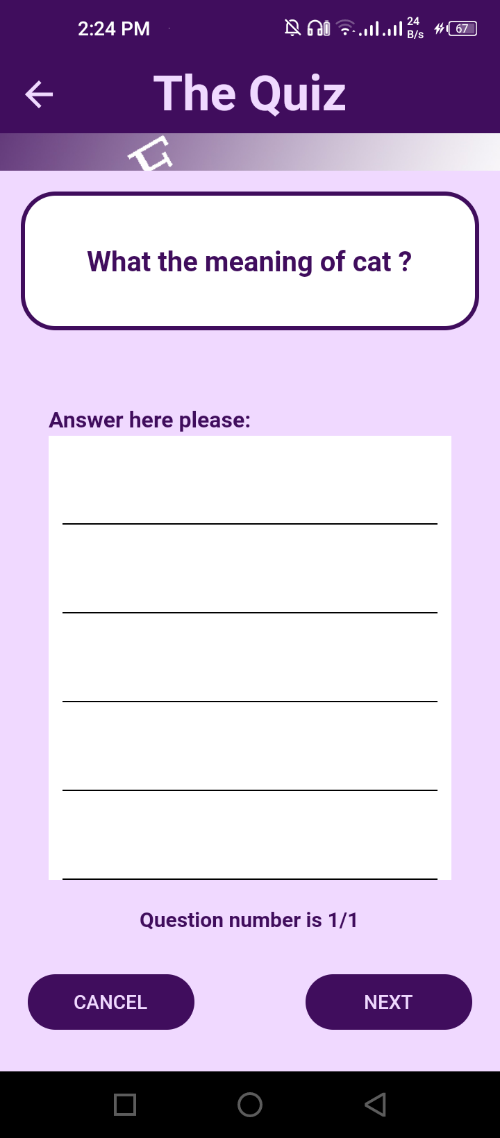 2:24 PM
24
B/s
67
The Quiz
What the meaning of cat ?
Answer here please:
Question number is 1/1
CANCEL
NEXT